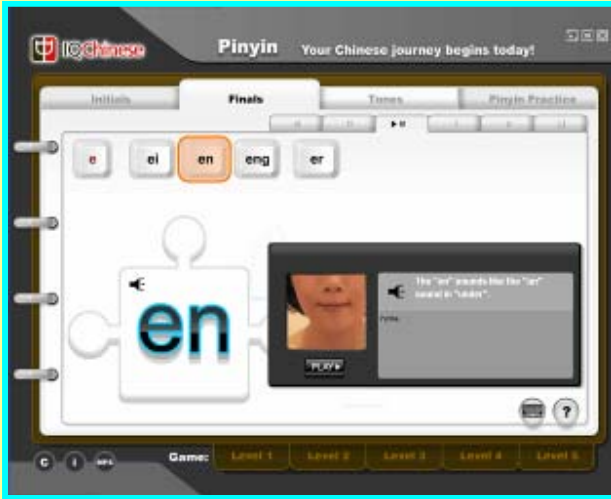 IQChinese
Pinyin
Your Chinese journey begins today!
Initials
Finals
Tones
Pinyin Practice
e
ei
en
eng
er
en
The "en" sounds like the "un"
sound in "under".
PLAY
?
Game:
Level 1
Level 2
Level 3
Level 4
Level 5